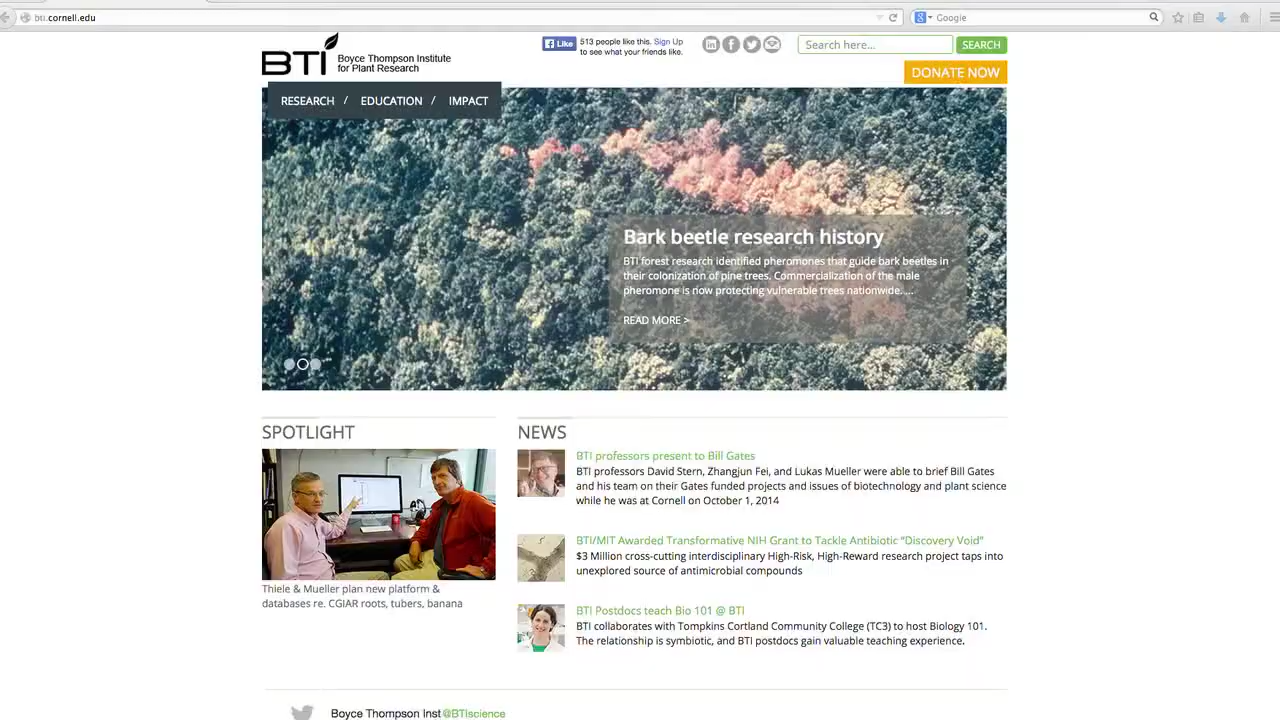 bti.cornell.edu
Google
BTI
Boyce Thompson Institute
for Plant Research
Like
513 people like this. Sign Up
to see what your friends like.
Search here...
SEARCH
DONATE NOW
RESEARCH / EDUCATION / IMPACT
Bark beetle research history
BTI forest research identified pheromones that guide bark beetles in
their colonization of pine trees. Commercialization of the male
pheromone is now protecting vulnerable trees nationwide. ...
READ MORE >
SPOTLIGHT
Thiele & Mueller plan new platform &
databases re. CGIAR roots, tubers, banana
NEWS
BTI professors present to Bill Gates
BTI professors David Stern, Zhangjun Fei, and Lukas Mueller were able to brief Bill Gates
and his team on their Gates funded projects and issues of biotechnology and plant science
while he was at Cornell on October 1, 2014
BTI/MIT Awarded Transformative NIH Grant to Tackle Antibiotic “Discovery Void”
$3 Million cross-cutting interdisciplinary High-Risk, High-Reward research project taps into
unexplored source of antimicrobial compounds
BTI Postdocs teach Bio 101 @ BTI
BTI collaborates with Tompkins Cortland Community College (TC3) to host Biology 101.
The relationship is symbiotic, and BTI postdocs gain valuable teaching experience.
Boyce Thompson Inst @BTIscience